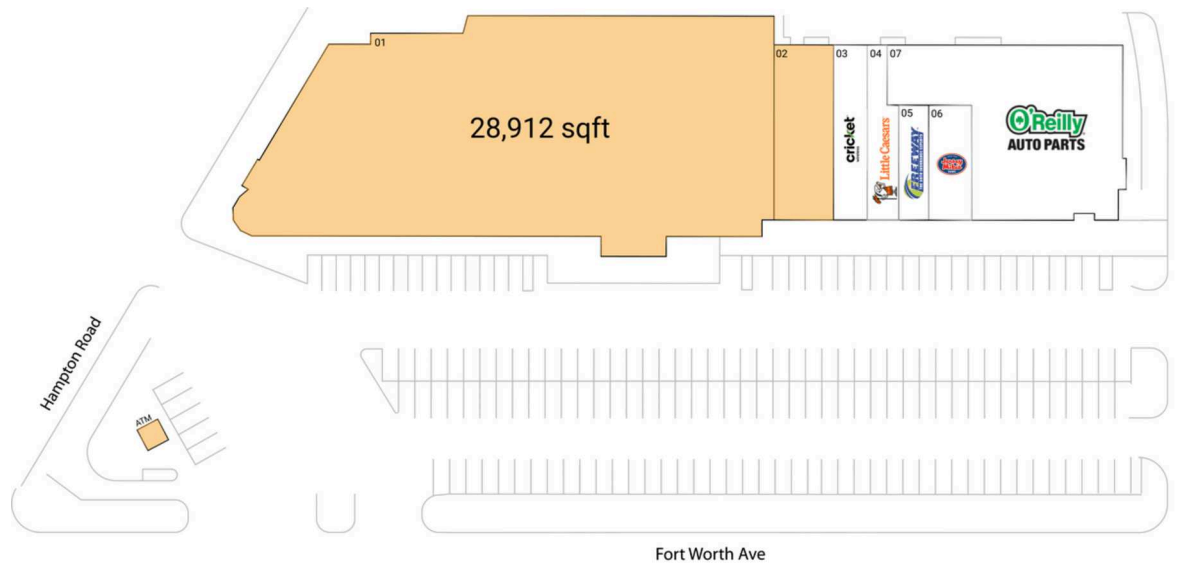 01
02
03
04
07
28,912 sqft
cricket
Little Caesars
05
FREEWAY
06
O'Reilly
AUTO PARTS
Hampton Road
ATM
Fort Worth Ave